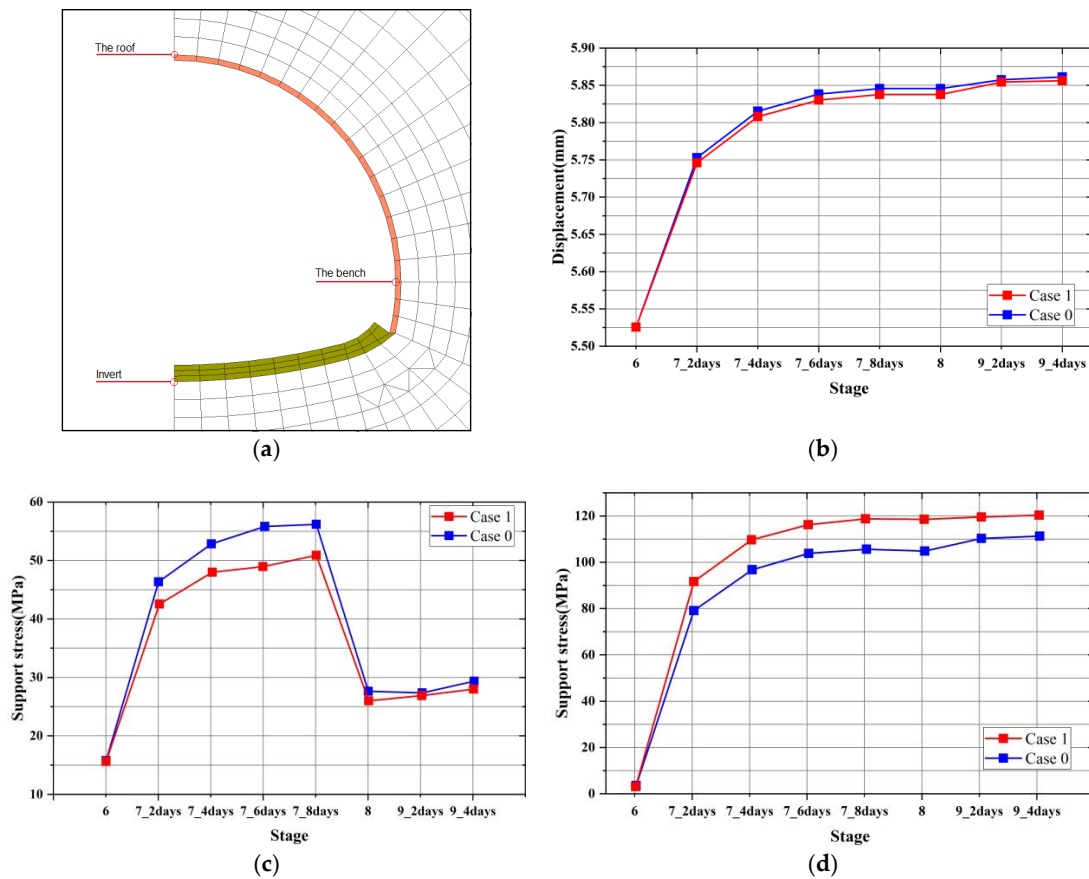 The roof
The bench
Invert
(a)
5.90
5.85
5.80
5.75
5.70
5.65
5.60
5.55
5.50
Displacement(mm)
Case 1
Case 0
6 7_2days 7_4days 7_6days 7_8days 8 9_2days 9_4days
Stage
(b)
60
50
40
30
20
10
Support stress(MPa)
Case 1
Case 0
6 7_2days 7_4days 7_6days 7_8days 8 9_2days 9_4days
Stage
(c)
120
100
80
60
40
20
0
Support stress(MPa)
Case 1
Case 0
6 7_2days 7_4days 7_6days 7_8days 8 9_2days 9_4days
Stage
(d)